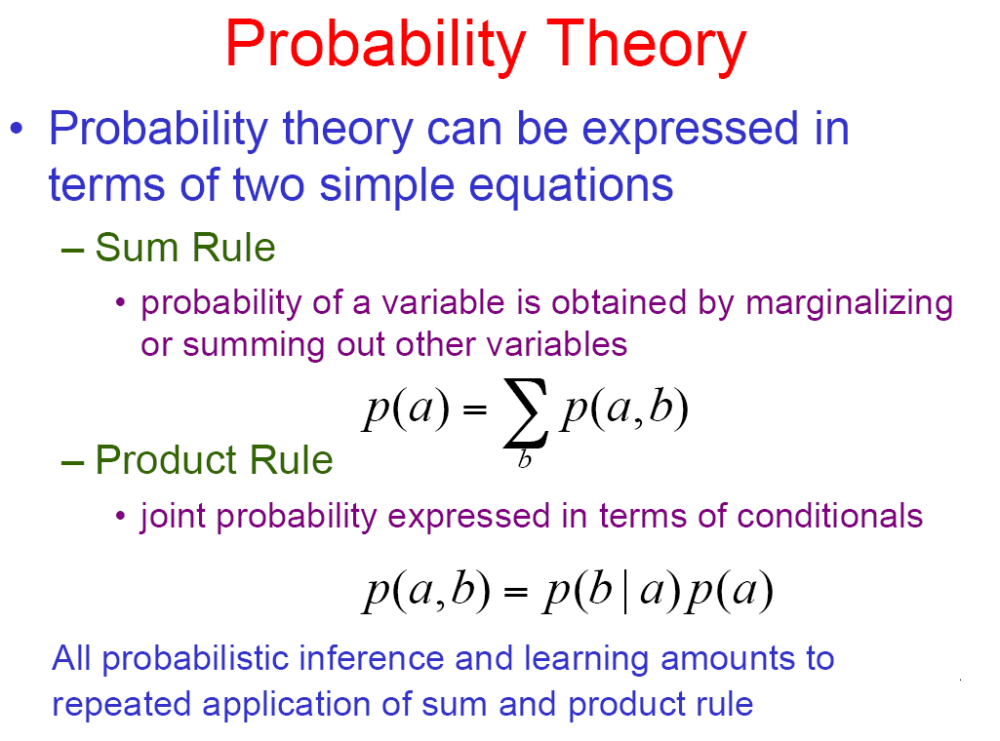 Probability Theory
• Probability theory can be expressed in
terms of two simple equations
– Sum Rule
• probability of a variable is obtained by marginalizing
or summing out other variables
p(a) = ∑ p(a,b)
b
– Product Rule
• joint probability expressed in terms of conditionals
p(a,b) = p(b | a)p(a)
All probabilistic inference and learning amounts to
repeated application of sum and product rule